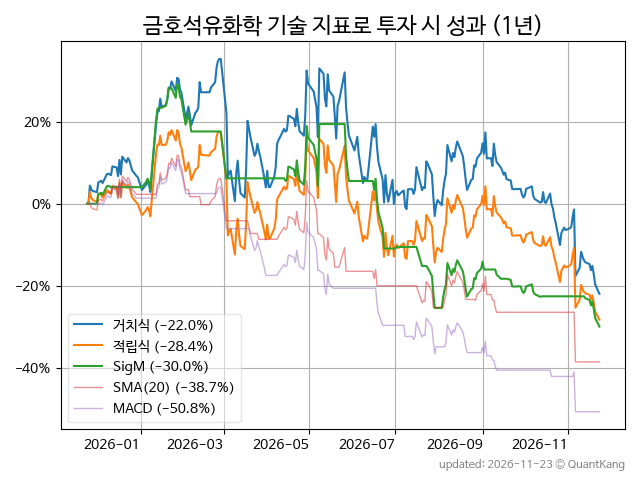 금호석유화학 기술 지표로 투자 시 성과 (1년)
20%
0%
−20%
−40%
거치식 (−22.0%)
적립식 (−28.4%)
SigM (−30.0%)
SMA(20) (−38.7%)
MACD (−50.8%)
2026-01 2026-03 2026-05 2026-07 2026-09 2026-11
updated: 2026-11-23 © QuantKang